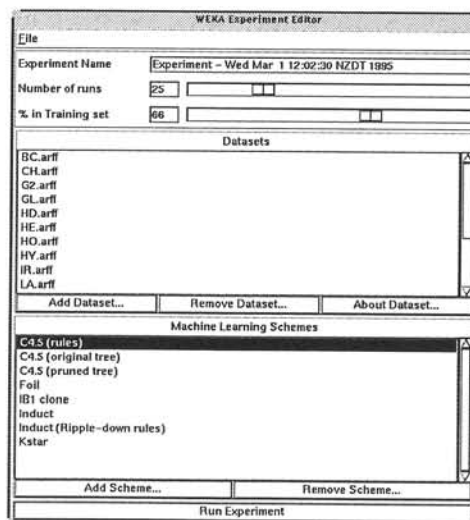 WEKA Experiment Editor
File
Experiment Name Experiment – Wed Mar 1 12:02:30 NZDT 1995
Number of runs 25
% in Training set 66
Datasets
BC.arff
CH.arff
G2.arff
GL.arff
HD.arff
HE.arff
HO.arff
HY.arff
IR.arff
LA.arff
Add Dataset... Remove Dataset... About Dataset...
Machine Learning Schemes
C4.5 (rules)
C4.5 (original tree)
C4.5 (pruned tree)
Foil
IB1 clone
Induct
Induct (Ripple-down rules)
Kstar
Add Scheme... Remove Scheme...
Run Experiment